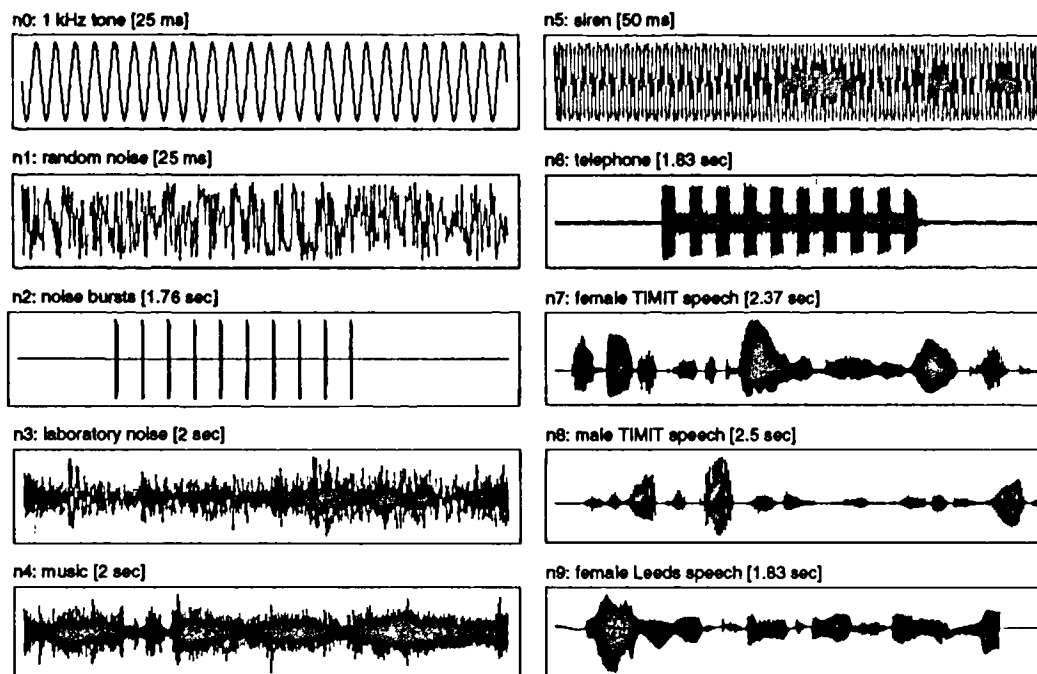 n0: 1 kHz tone [25 ms]
n1: random noise [25 ms]
n2: noise bursts [1.76 sec]
n3: laboratory noise [2 sec]
n4: music [2 sec]
n5: siren [50 ms]
n6: telephone [1.83 sec]
n7: female TIMIT speech [2.37 sec]
n8: male TIMIT speech [2.5 sec]
n9: female Leeds speech [1.83 sec]